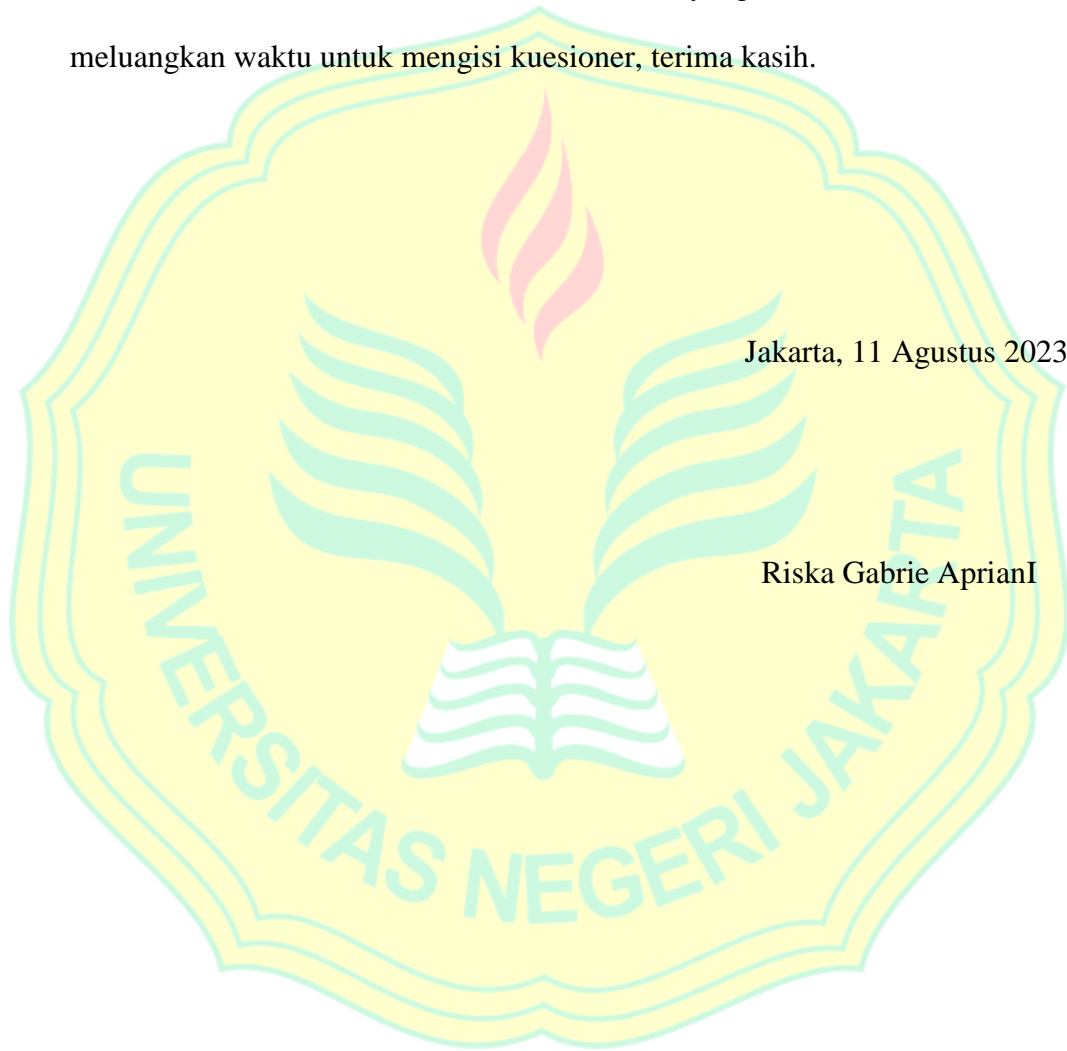 meluangkan waktu untuk mengisi kuesioner, terima kasih.
Jakarta, 11 Agustus 2023
Riska Gabrie AprianI
UNIVERSITAS NEGERI JAKARTA